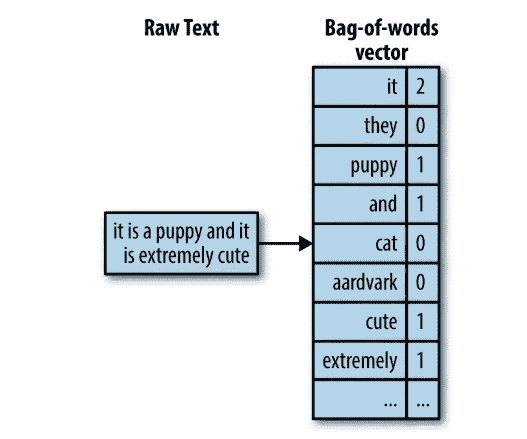 Raw Text
Bag-of-words
vector
it 2
they 0
puppy 1
and 1
it is a puppy and it
is extremely cute
cat 0
aardvark 0
cute 1
extremely 1
... ...